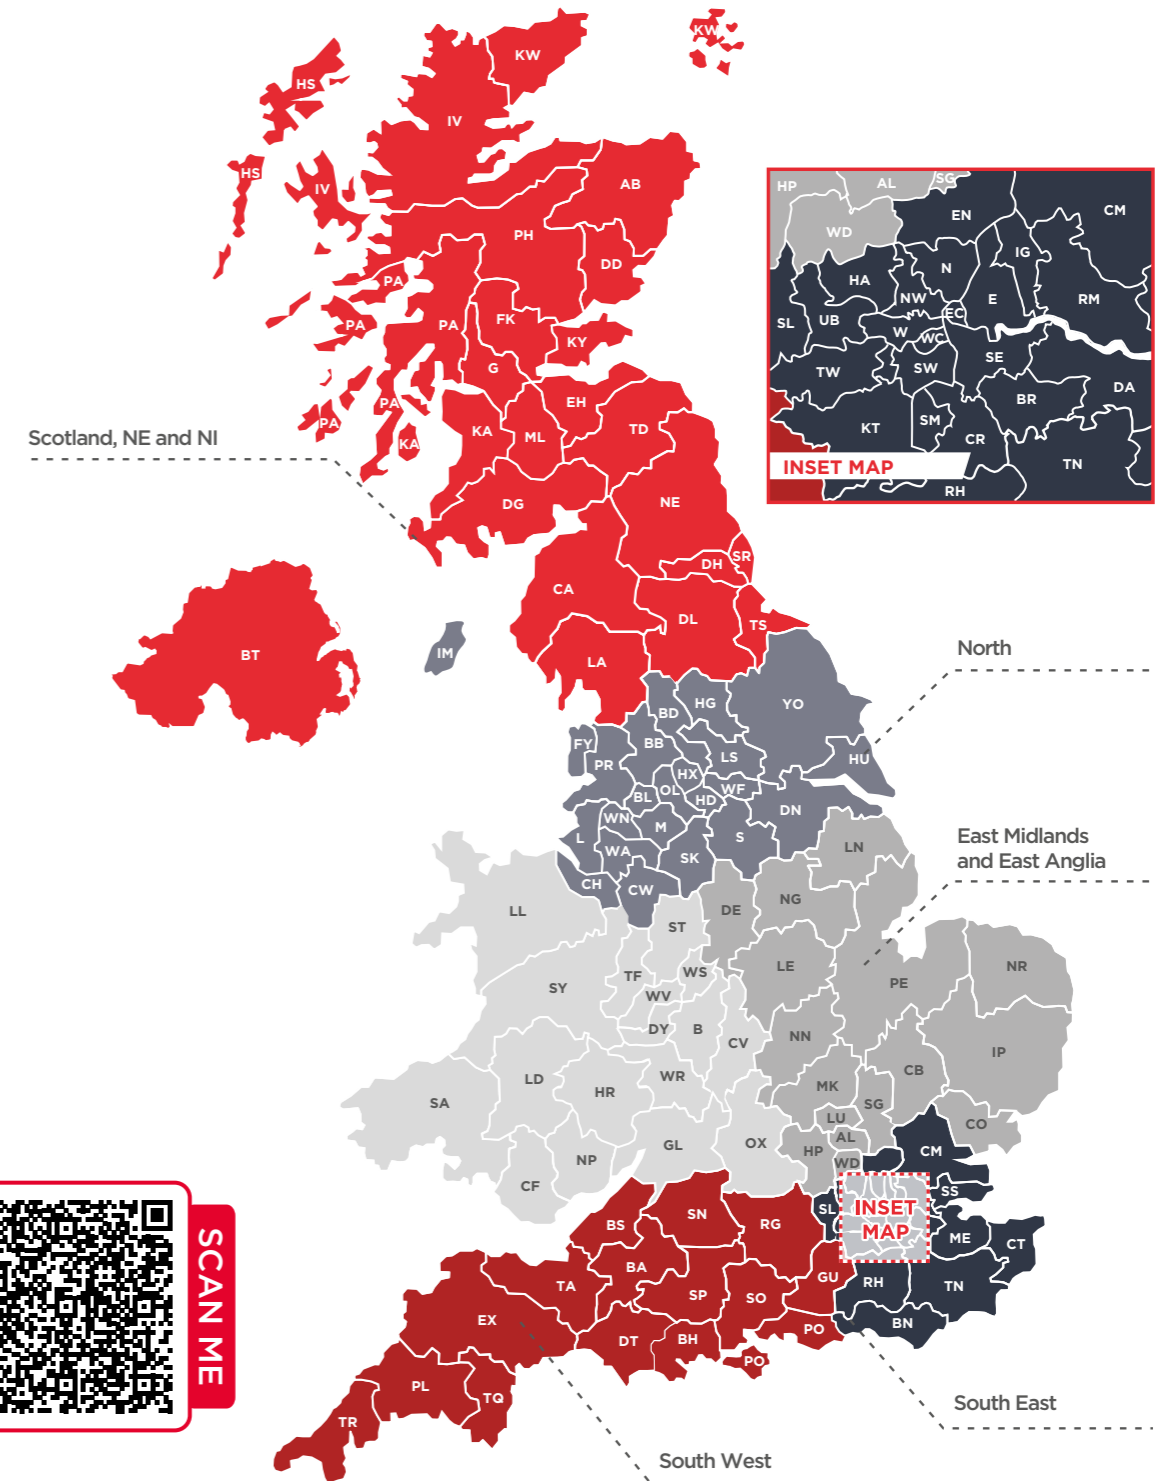 KW
KW
HS
IV
HS
IV
AB
PH
DD
PA
PA
PA
FK
KY
G
PA
EH
PA
KA
ML
TD
KA
Scotland, NE and NI
DG
NE
SR
DH
CA
DL
TS
BT
IM
LA
HP
AL
SG
CM
EN
WD
IG
N
HA
NW
E
RM
EC
SL
UB
W
WC
SE
TW
SW
DA
BR
SM
KT
CR
TN
INSET MAP
RH
North
YO
HG
BD
FY
BB
LS
HU
PR
HX
OL
WF
BL
HD
DN
WN
M
L
S
WA
SK
CH
CW
East Midlands
and East Anglia
LN
NG
DE
LL
ST
LE
NR
WS
TF
PE
SY
WV
DY
B
NN
CV
IP
CB
LD
WR
HR
MK
SA
SG
LU
CO
AL
GL
OX
HP
CM
NP
WD
CF
SS
SL
INSET
MAP
SN
BS
RG
ME
CT
BA
GU
RH
TN
TA
SP
SO
EX
BN
PO
DT
BH
PO
PL
TQ
TR
SCAN ME
South East
South West